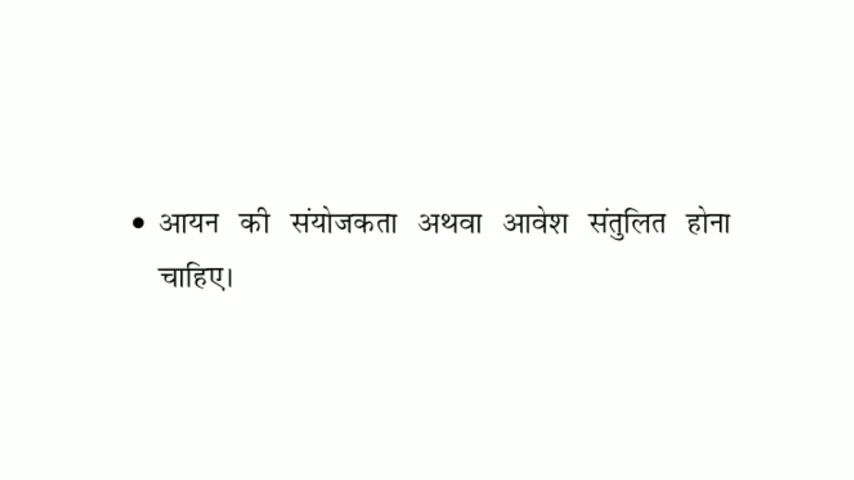 • आयन की संयोजकता अथवा आवेश संतुलित होना
चाहिए।